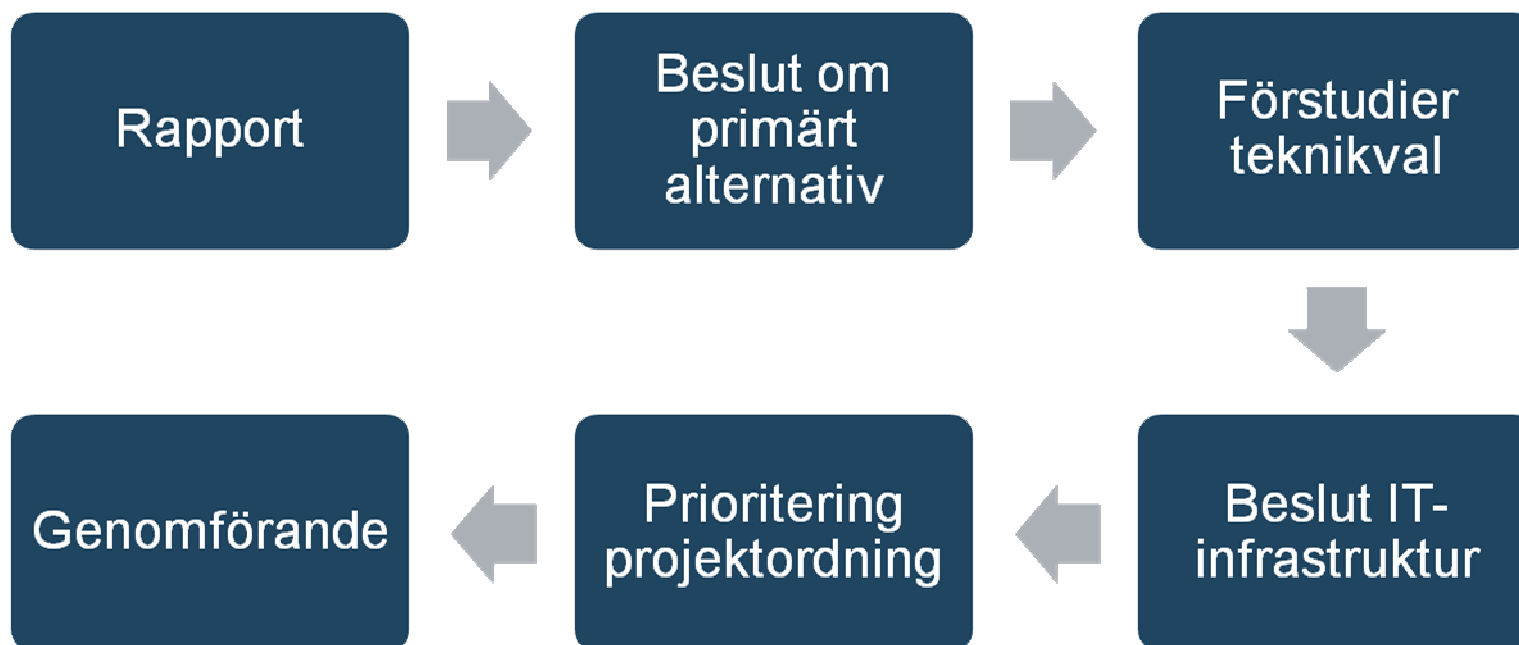 Rapport
Beslut om
primärt
alternativ
Förstudier
teknikval
Beslut IT-
infrastruktur
Prioritering
projektordning
Genomförande